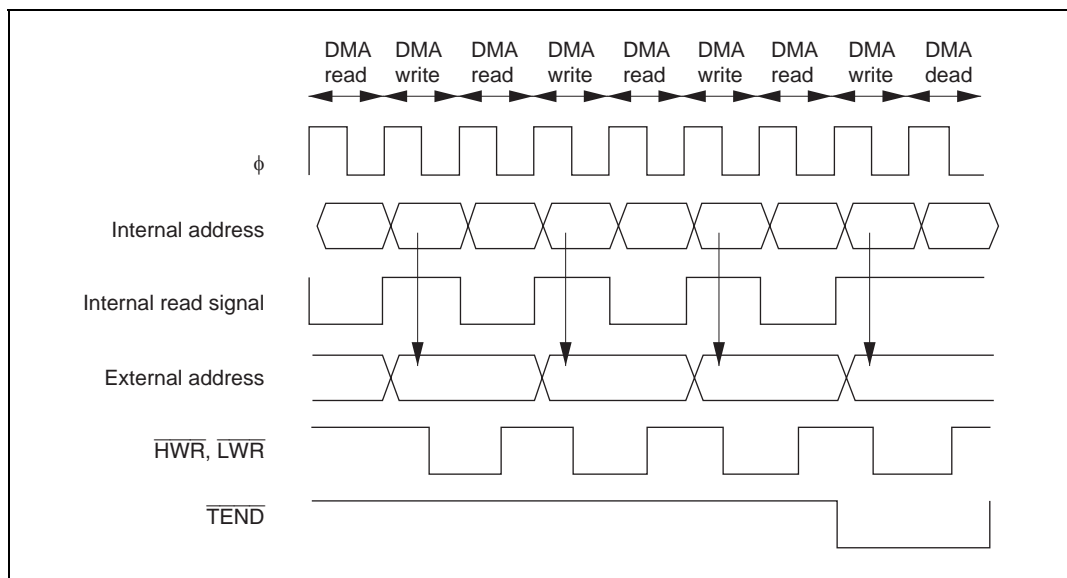 DMA read DMA write DMA read DMA write DMA read DMA write DMA read DMA write DMA dead
φ
Internal address
Internal read signal
External address
HWR, LWR
TEND